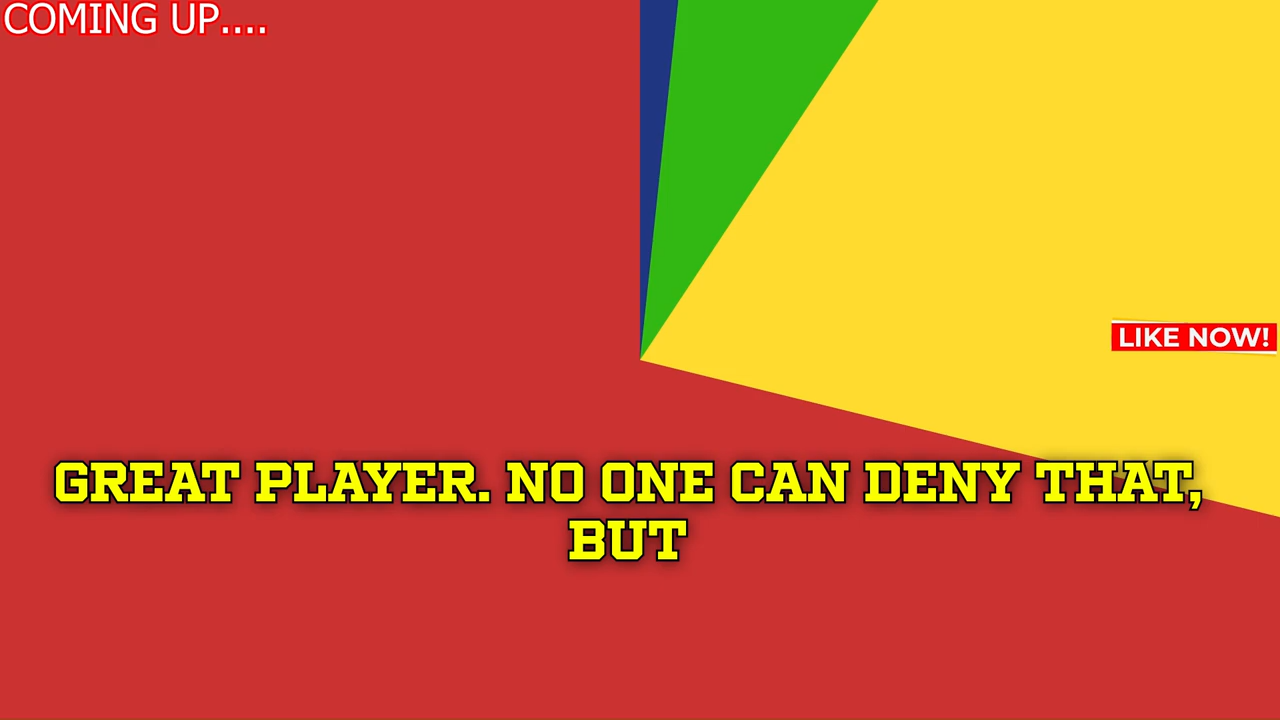 COMING UP....
LIKE NOW!
GREAT PLAYER. NO ONE CAN DENY THAT,
BUT